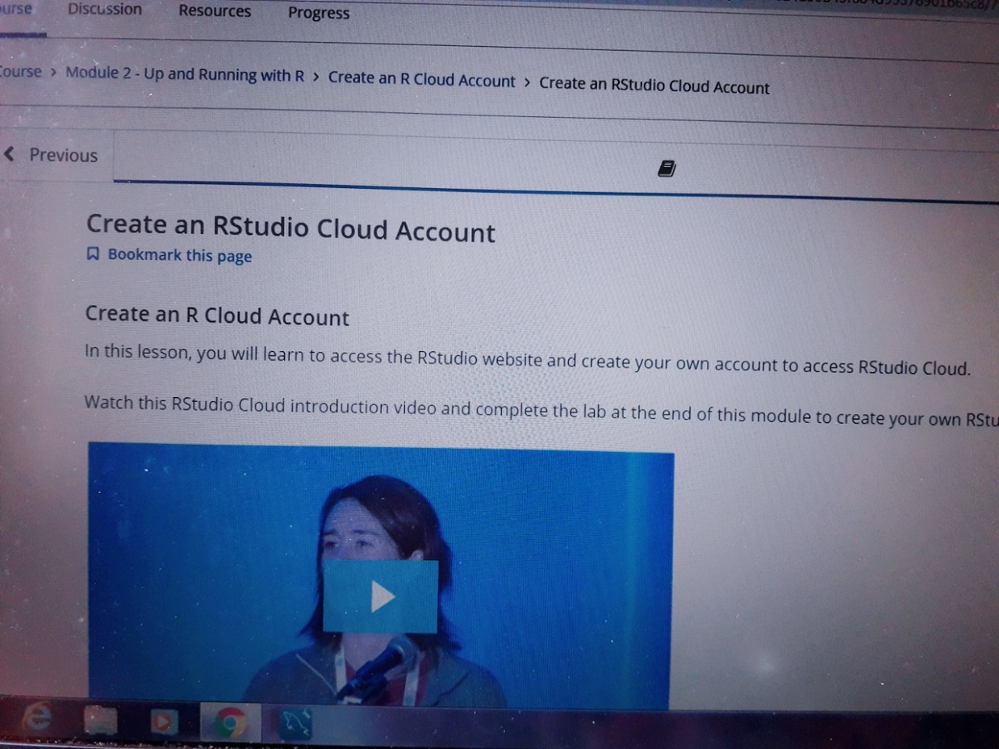 Discussion
Resources
Progress
Module 2 - Up and Running with R > Create an R Cloud Account > Create an RStudio Cloud Account
Previous
Create an RStudio Cloud Account
Bookmark this page
Create an R Cloud Account
In this lesson, you will learn to access the RStudio website and create your own account to access RStudio Cloud.
Watch this RStudio Cloud introduction video and complete the lab at the end of this module to create your own RStu